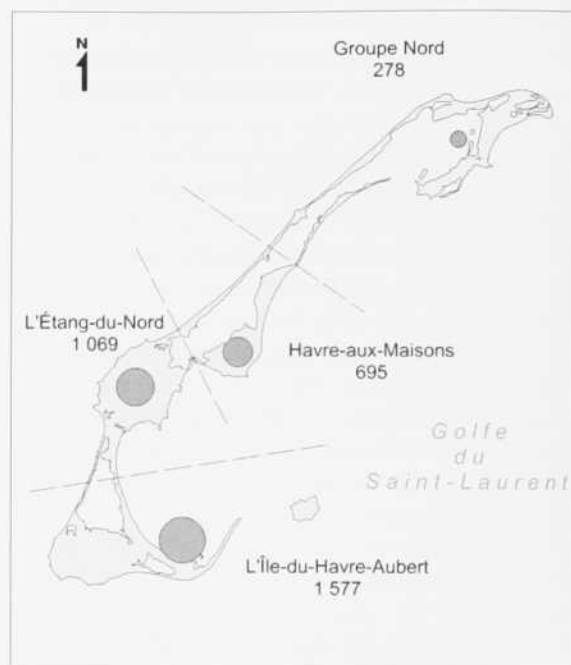 N
Groupe Nord
278
L'Étang-du-Nord
1 069
Havre-aux-Maisons
695
Golfe
du
Saint-Laurent
L'Île-du-Havre-Aubert
1 577